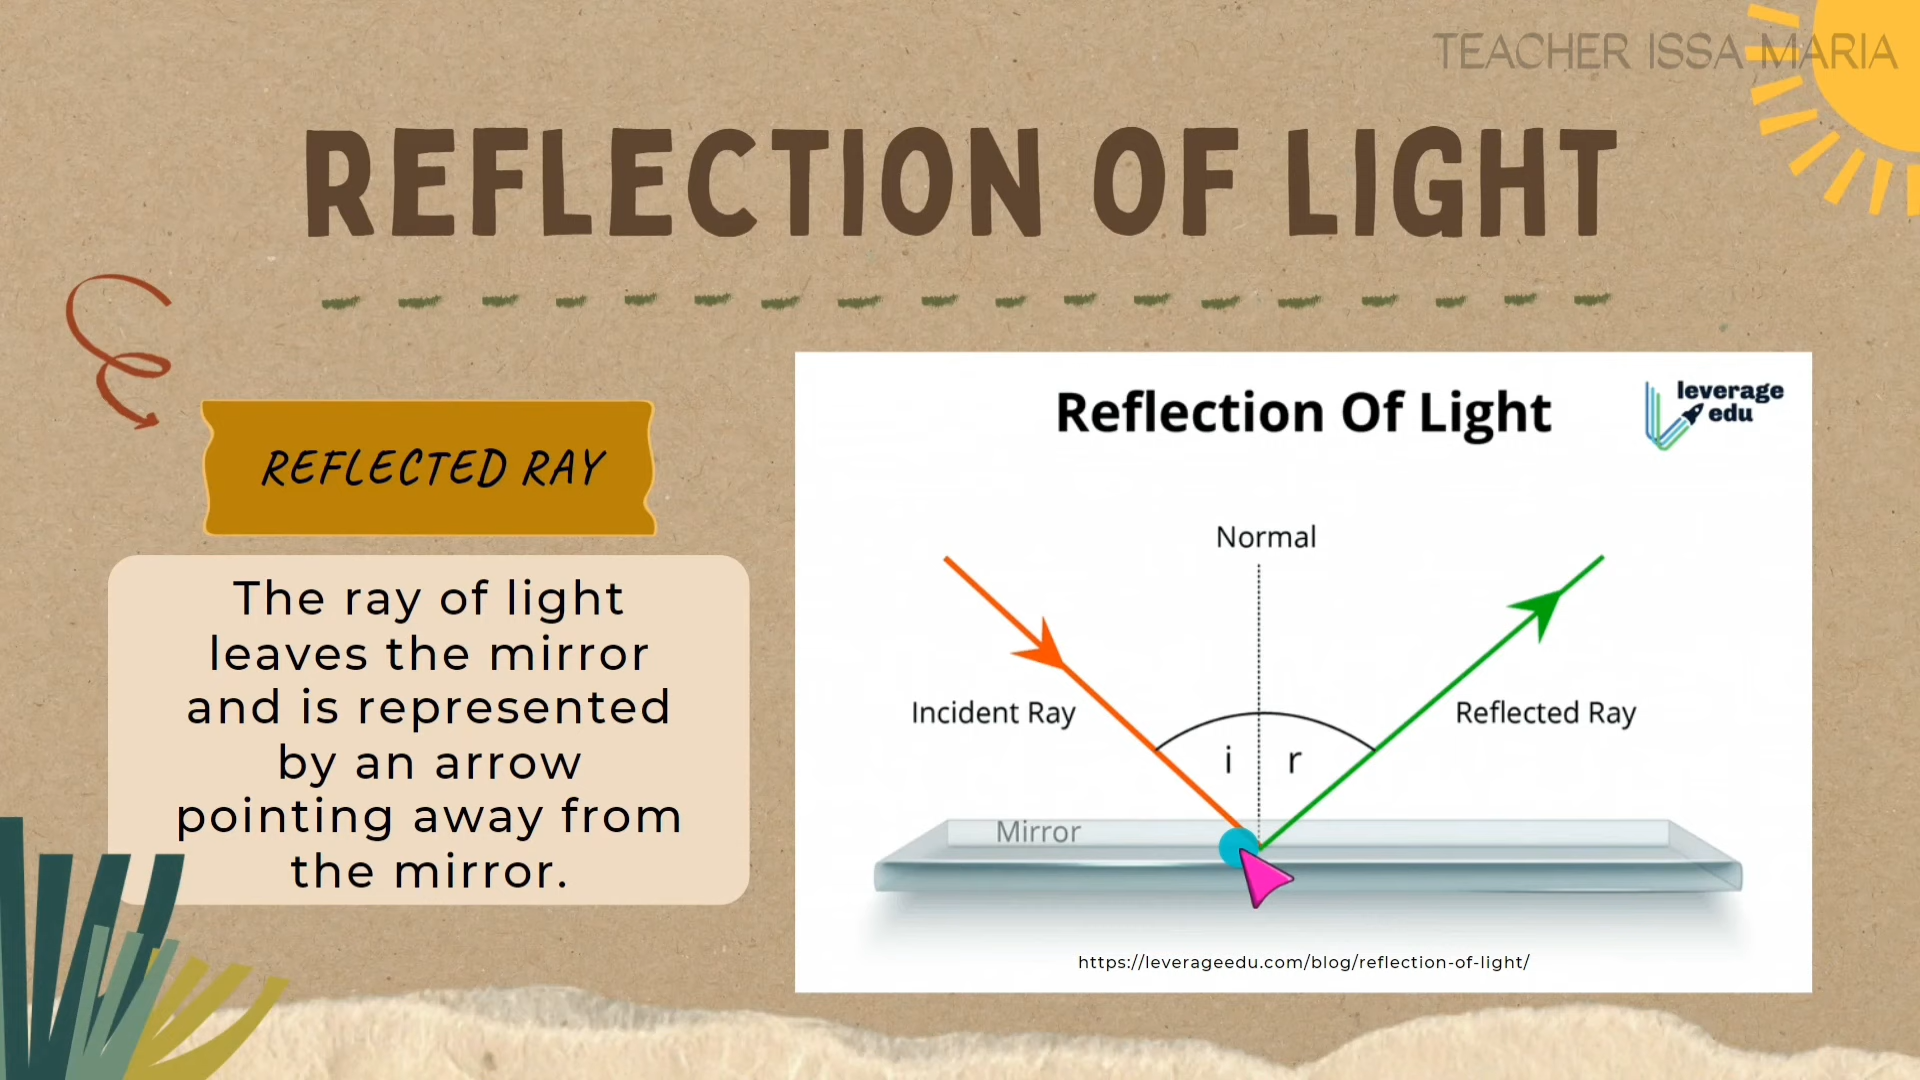 TEACHER ISSA MARIA
REFLECTION OF LIGHT
REFLECTED RAY
The ray of light
leaves the mirror
and is represented
by an arrow
pointing away from
the mirror.
Reflection Of Light
leverage
edu
Normal
Incident Ray
Reflected Ray
i
r
Mirror
https://leverageedu.com/blog/reflection-of-light/